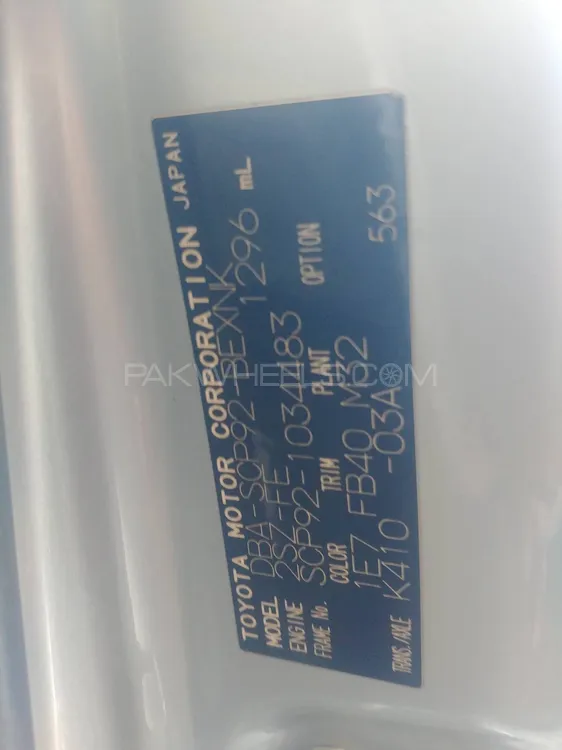 TOYOTA MOTOR CORPORATION JAPAN
MODEL DBA-SCP92-BEXNK
ENGINE 2SZ-FE 1296 mL
FRAME No. SCP92-1034483
COLOR TRIM PLANT OPTION
1E7 FB40 M32 563
TRANS./AXLE K410 -03A
PAKWHEELS.COM